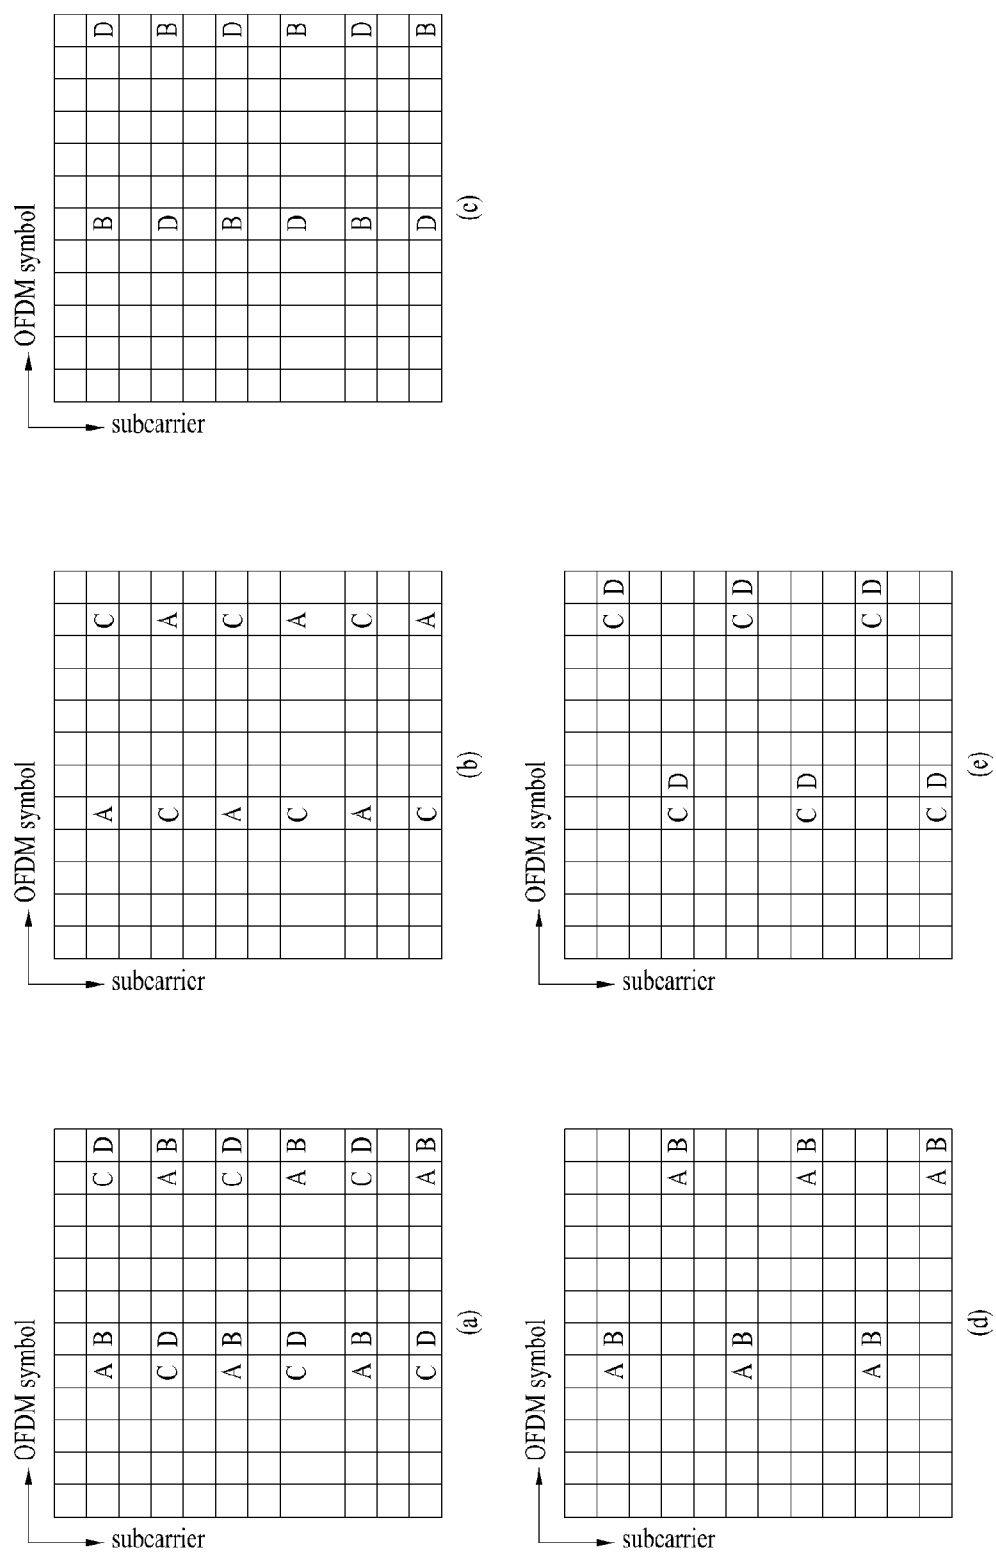 OFDM symbol
subcarrier
A B C D
C D A B
A B C D
C D A B
A B C D
C D A B
(a)
OFDM symbol
subcarrier
A C
C A
A C
C A
A C
C A
(b)
OFDM symbol
subcarrier
B D
D B
B D
D B
B D
D B
(c)
OFDM symbol
subcarrier
A B
A B
A B
A B
A B
A B
(d)
OFDM symbol
subcarrier
C D
C D
C D
C D
C D
C D
(e)